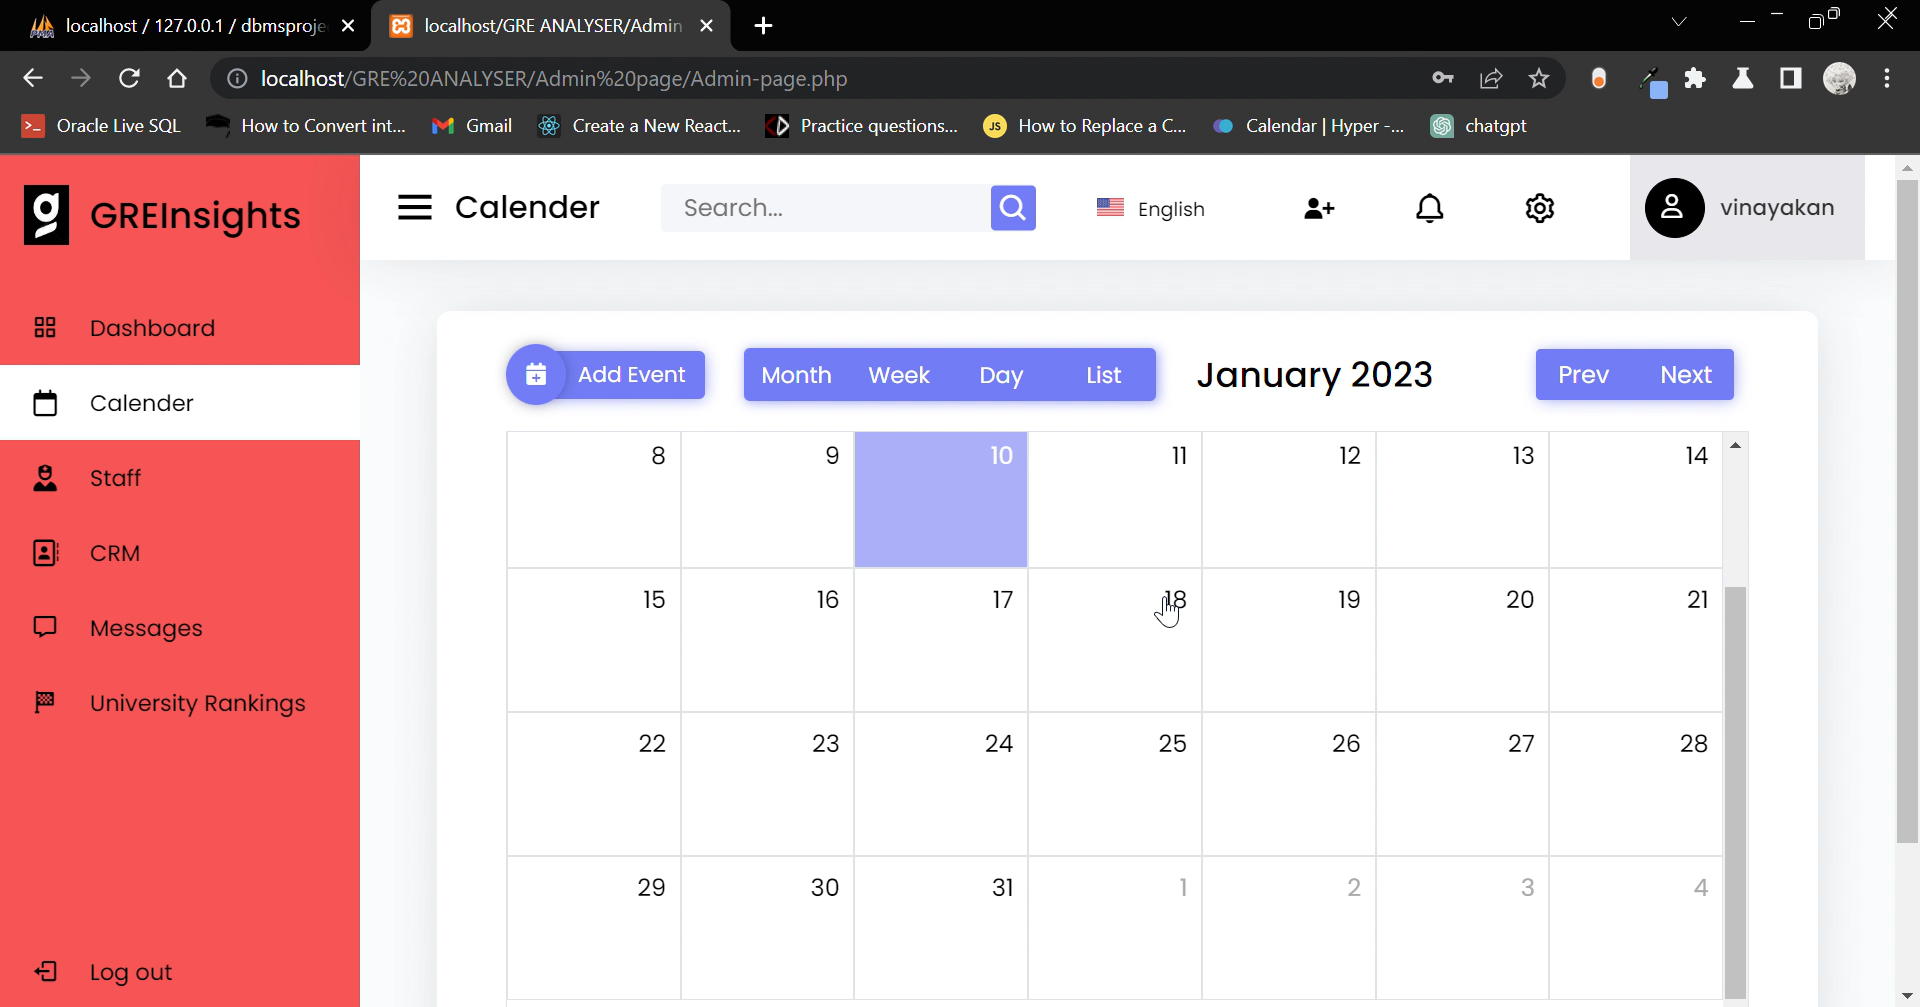 localhost / 127.0.0.1 / dbmsproje
localhost/GRE ANALYSER/Admin
localhost/GRE%20ANALYSER/Admin%20page/Admin-page.php
Oracle Live SQL
How to Convert int...
Gmail
Create a New React...
Practice questions...
JS
How to Replace a C...
Calendar | Hyper -...
chatgpt
g
GREInsights
Calender
Search...
English
vinayakan
Dashboard
Calender
Staff
CRM
Messages
University Rankings
Log out
Add Event
Month Week Day List
January 2023
Prev Next
8 9 10 11 12 13 14
15 16 17 18 19 20 21
22 23 24 25 26 27 28
29 30 31 1 2 3 4